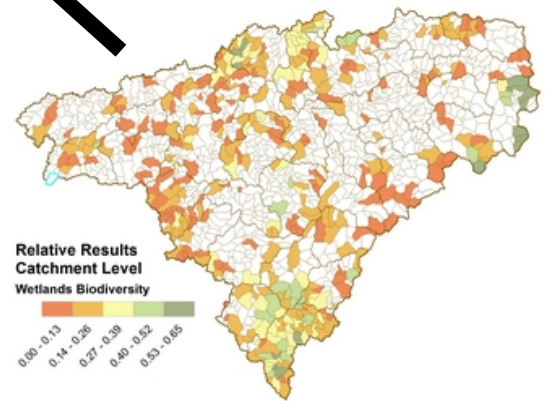 Relative Results
Catchment Level
Wetlands Biodiversity
0.00 - 0.13
0.14 - 0.26
0.27 - 0.39
0.40 - 0.52
0.53 - 0.65